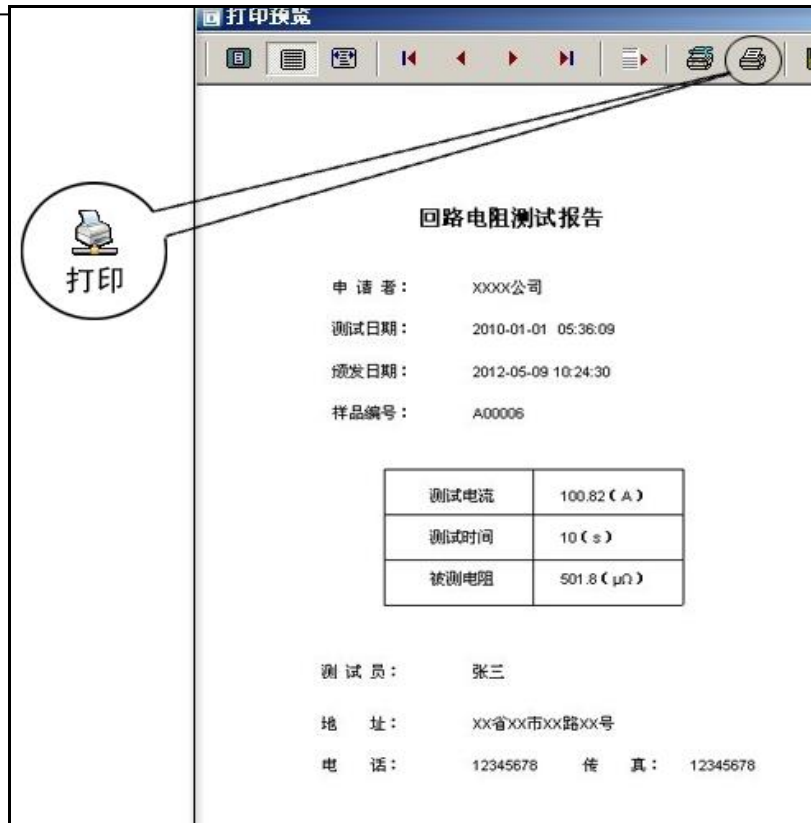 打印预览
回路电阻测试报告
打印
申 请 者： XXXX公司
测试日期： 2010-01-01 05:36:09
颁发日期： 2012-05-09 10:24:30
样品编号： A00006
测试电流 100.82（A）
测试时间 10（s）
被测电阻 501.8（μΩ）
测 试 员： 张三
地 址： XX省XX市XX路XX号
电 话： 12345678 传 真： 12345678